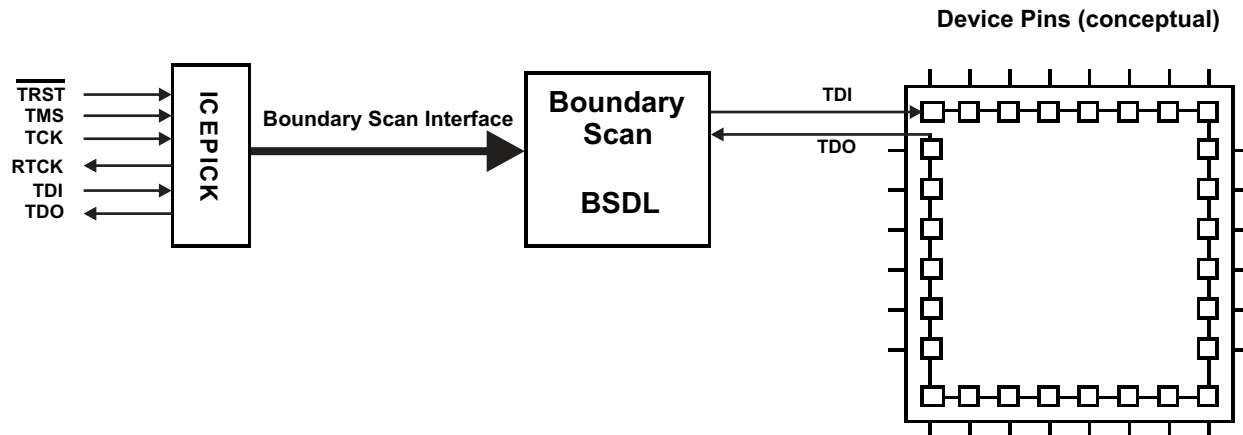 Device Pins (conceptual)
TRST
TMS
TCK
RTCK
TDI
TDO
ICEPICK
Boundary Scan Interface
Boundary
Scan
BSDL
TDI
TDO